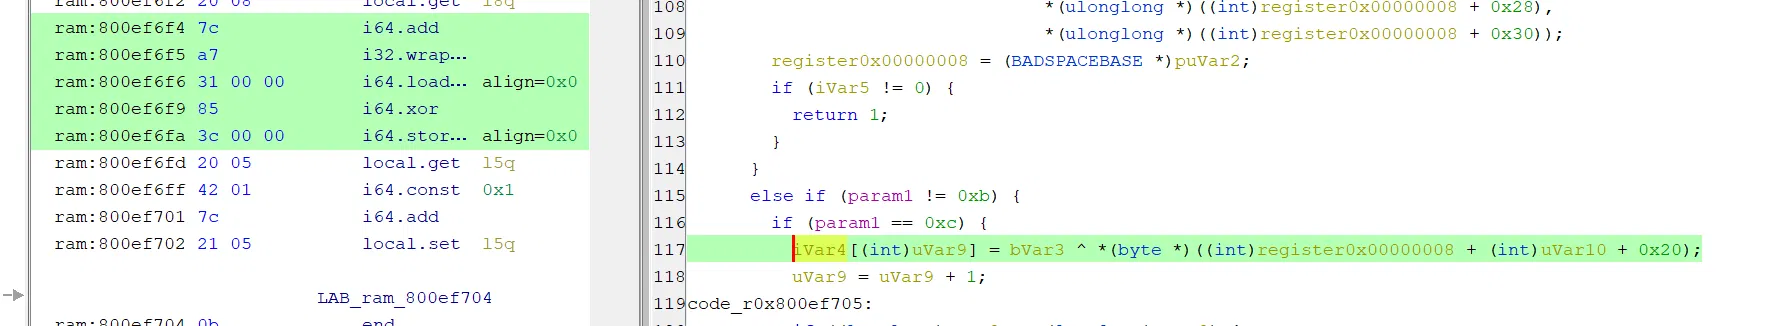 ram:800ef6f2 20 08 local.get l8q
ram:800ef6f4 7c i64.add
ram:800ef6f5 a7 i32.wrap...
ram:800ef6f6 31 00 00 i64.load... align=0x0
ram:800ef6f9 85 i64.xor
ram:800ef6fa 3c 00 00 i64.stor... align=0x0
ram:800ef6fd 20 05 local.get l5q
ram:800ef6ff 42 01 i64.const 0x1
ram:800ef701 7c i64.add
ram:800ef702 21 05 local.set l5q
LAB_ram_800ef704
ram:800ef704 0b end
108 *(ulonglong *)((int)register0x00000008 + 0x28),
109 *(ulonglong *)((int)register0x00000008 + 0x30));
110 register0x00000008 = (BADSPACEBASE *)puVar2;
111 if (iVar5 != 0) {
112 return 1;
113 }
114 }
115 else if (param1 != 0xb) {
116 if (param1 == 0xc) {
117 iVar4[(int)uVar9] = bVar3 ^ *(byte *)((int)register0x00000008 + (int)uVar10 + 0x20);
118 uVar9 = uVar9 + 1;
119 code_r0x800ef705: